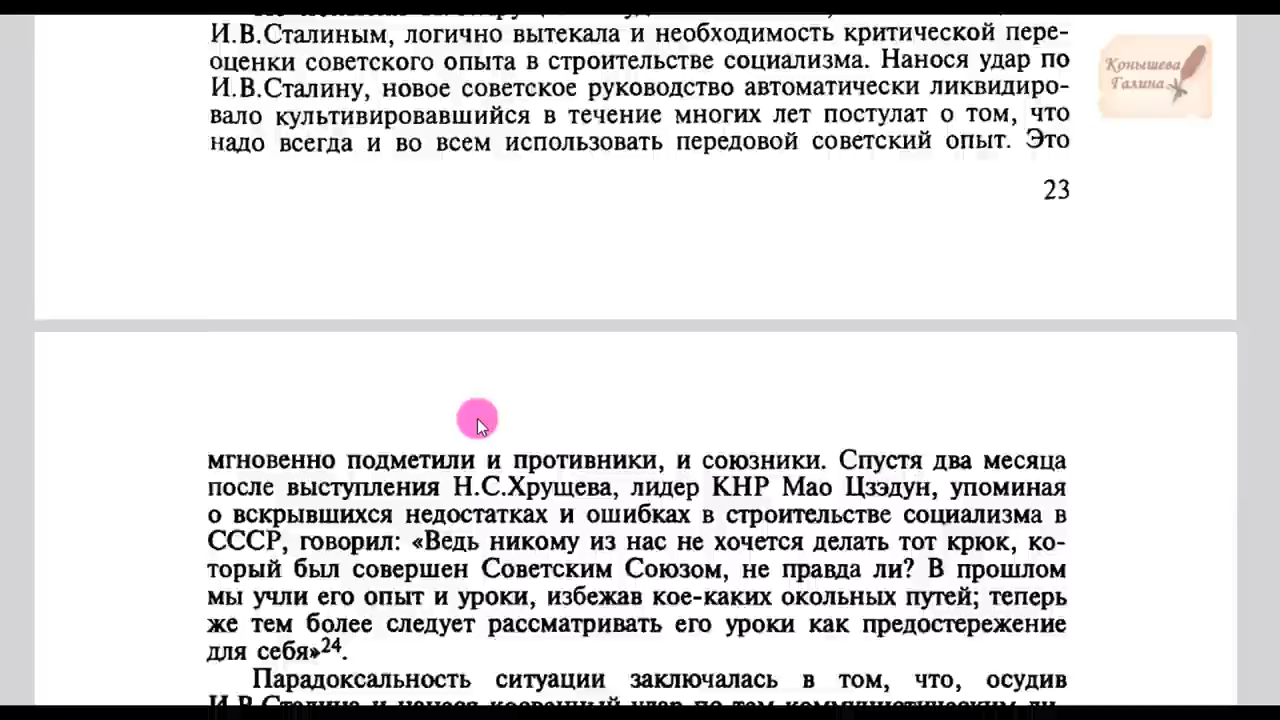 И.В.Сталиным, логично вытекала и необходимость критической пере-
оценки советского опыта в строительстве социализма. Нанося удар по
И.В.Сталину, новое советское руководство автоматически ликвидиро-
вало культивировавшийся в течение многих лет постулат о том, что
надо всегда и во всем использовать передовой советский опыт. Это
Конышева
Галина
23
мгновенно подметили и противники, и союзники. Спустя два месяца
после выступления Н.С.Хрущева, лидер КНР Мао Цзэдун, упоминая
о вскрывшихся недостатках и ошибках в строительстве социализма в
СССР, говорил: «Ведь никому из нас не хочется делать тот крюк, ко-
торый был совершен Советским Союзом, не правда ли? В прошлом
мы учли его опыт и уроки, избежав кое-каких окольных путей; теперь
же тем более следует рассматривать его уроки как предостережение
для себя»24.
Парадоксальность ситуации заключалась в том, что, осудив